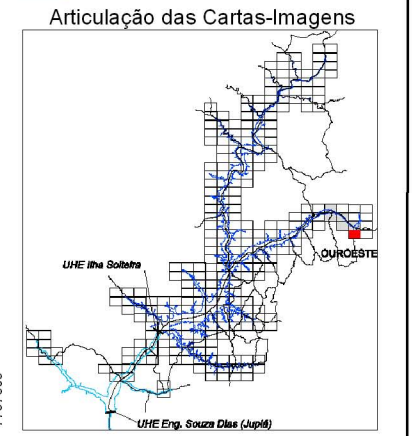 Articulação das Cartas-Imagens
OUROESTE
UHE Ilha Solteira
UHE Eng. Souza Dias (Jupiá)